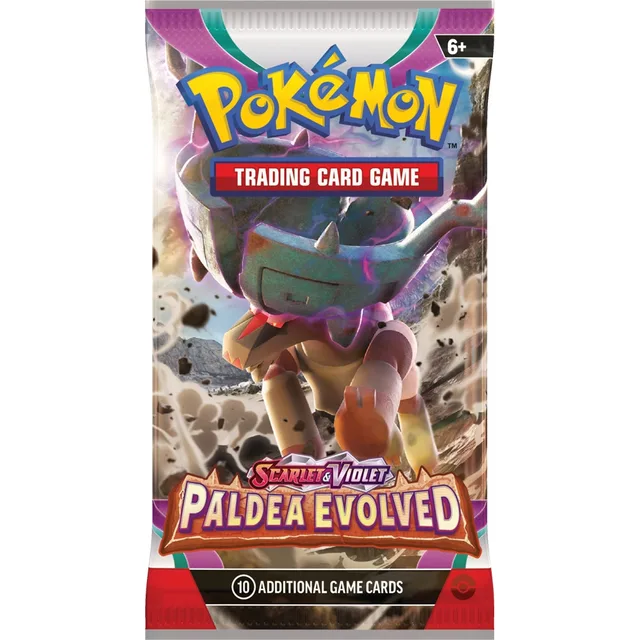 6+
POKÉMON
TM
TRADING CARD GAME
SCARLET & VIOLET
PALDEA EVOLVED
10 ADDITIONAL GAME CARDS